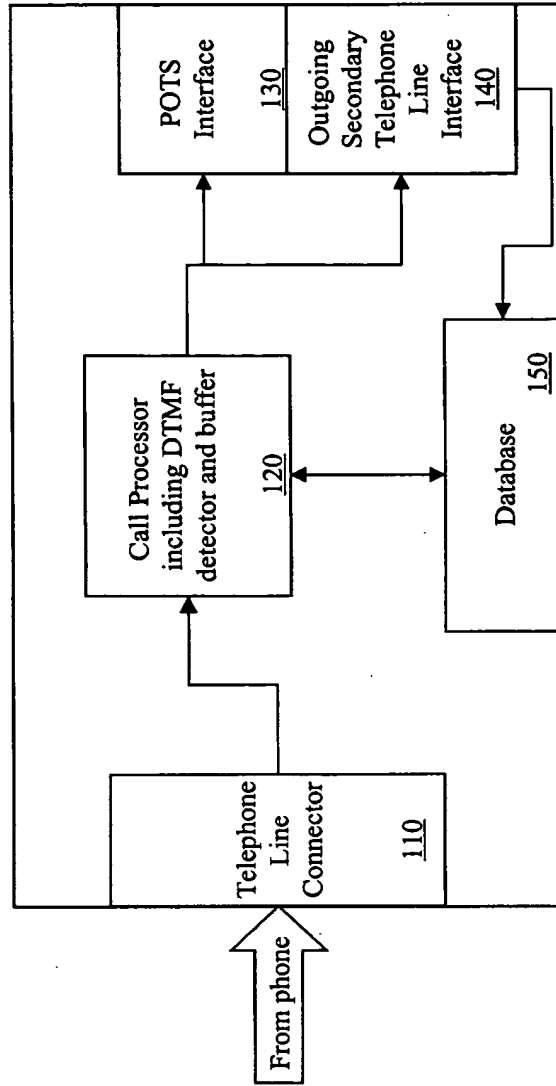 From phone
Telephone
Line
Connector
110
Call Processor
including DTMF
detector and buffer
120
POTS
Interface
130
Outgoing
Secondary
Telephone
Line
Interface
140
Database
150